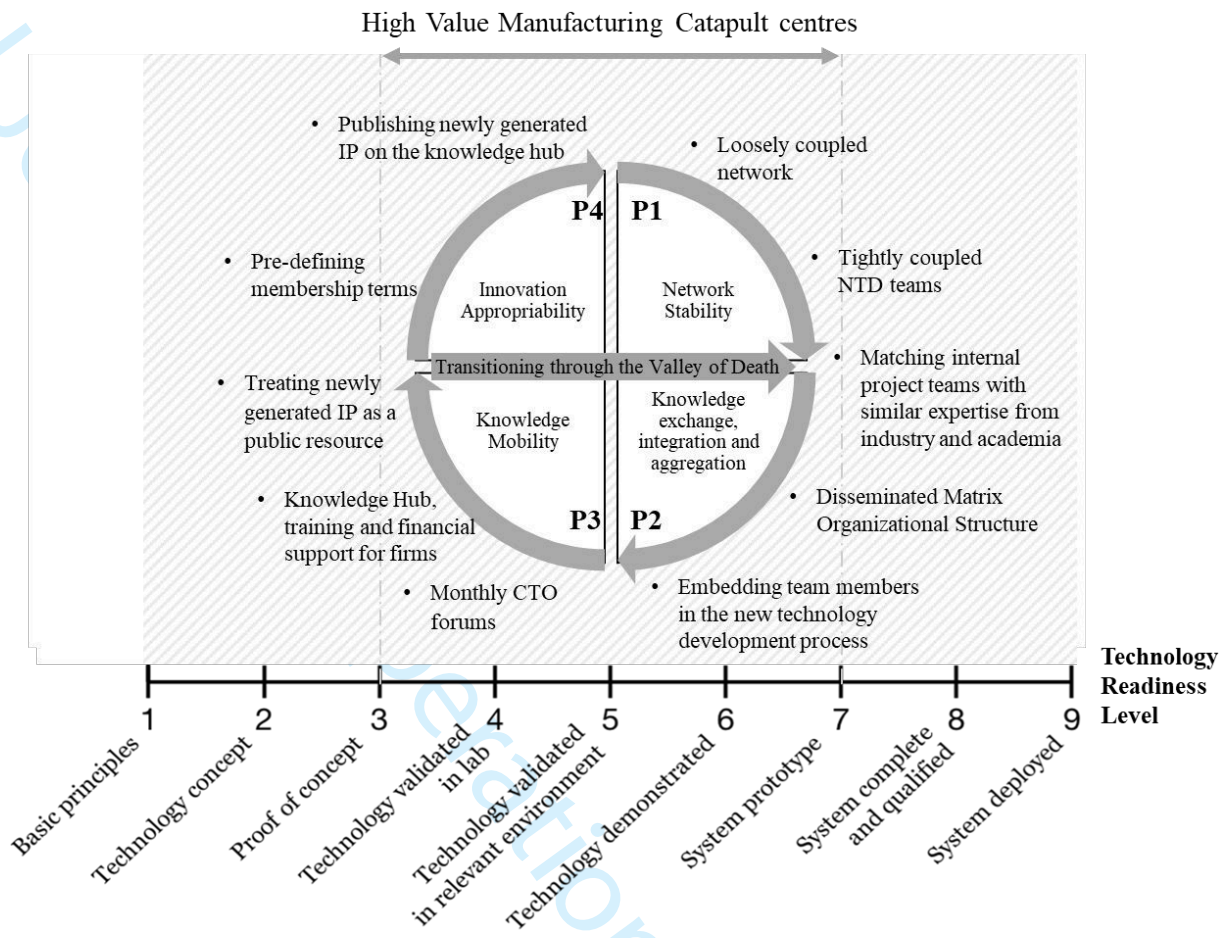 High Value Manufacturing Catapult centres
• Publishing newly generated
IP on the knowledge hub
• Loosely coupled
network
P4
P1
• Pre-defining
membership terms
• Tightly coupled
NTD teams
Innovation
Appropriability
Network
Stability
Transitioning through the Valley of Death
• Matching internal
project teams with
similar expertise from
industry and academia
• Treating newly
generated IP as a
public resource
Knowledge
Mobility
Knowledge
exchange,
integration and
aggregation
• Knowledge Hub,
training and financial
support for firms
P3
P2
• Disseminated Matrix
Organizational Structure
• Monthly CTO
forums
• Embedding team members
in the new technology
development process
Technology
Readiness
Level
1
2
3
4
5
6
7
8
9
Basic principles
Technology concept
Proof of concept
Technology validated
in lab
Technology validated
in relevant environment
Technology demonstrated
System prototype
System complete
and qualified
System deployed